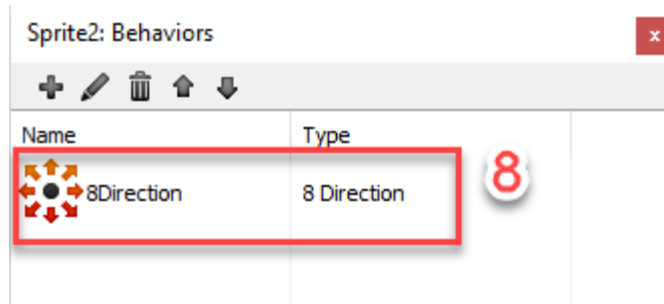 Sprite2: Behaviors
x
Name Type
8Direction 8 Direction
8